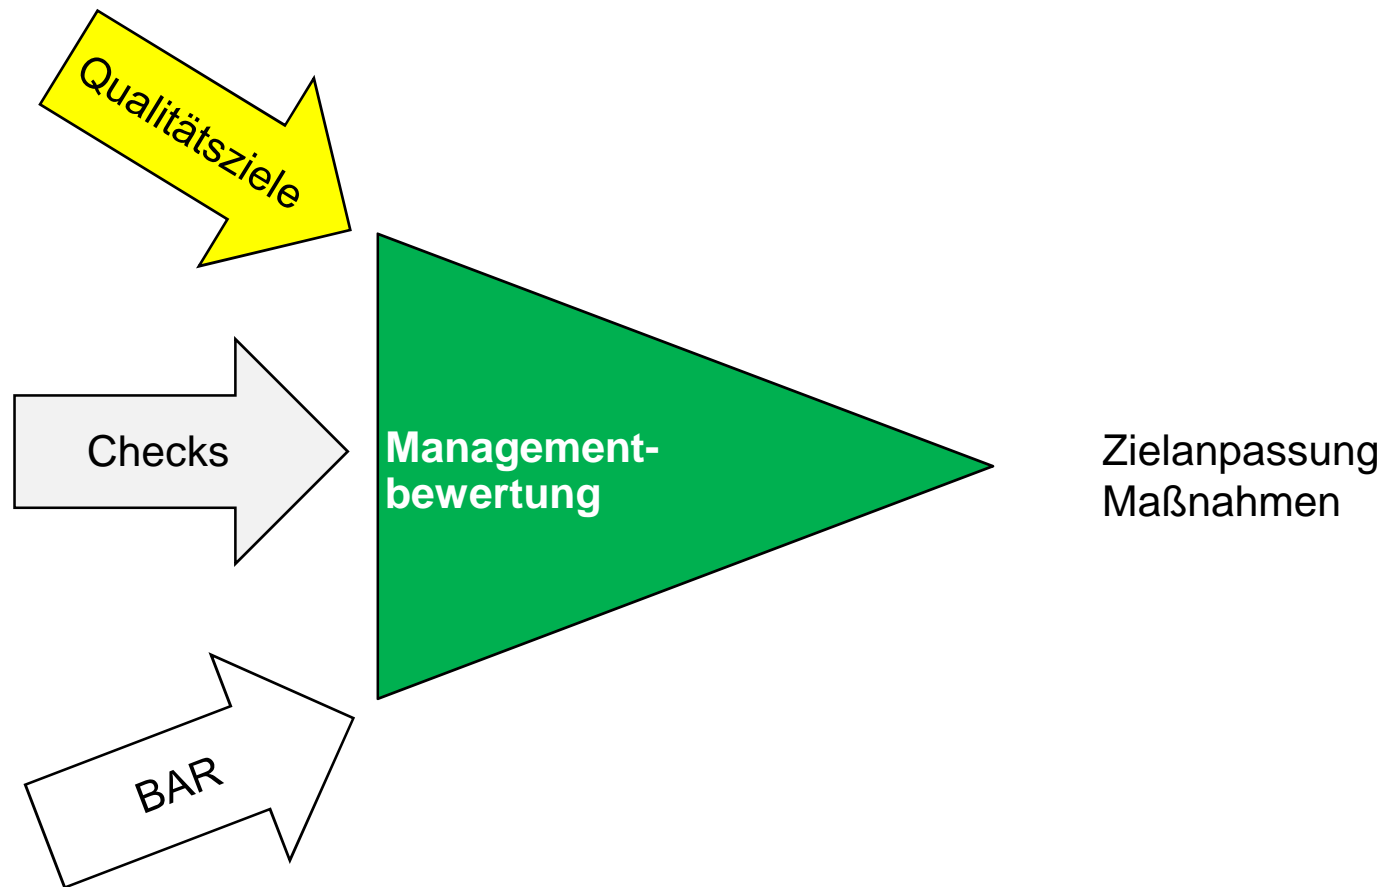 Qualitätsziele
Checks
Management-
bewertung
Zielanpassung
Maßnahmen
BAR